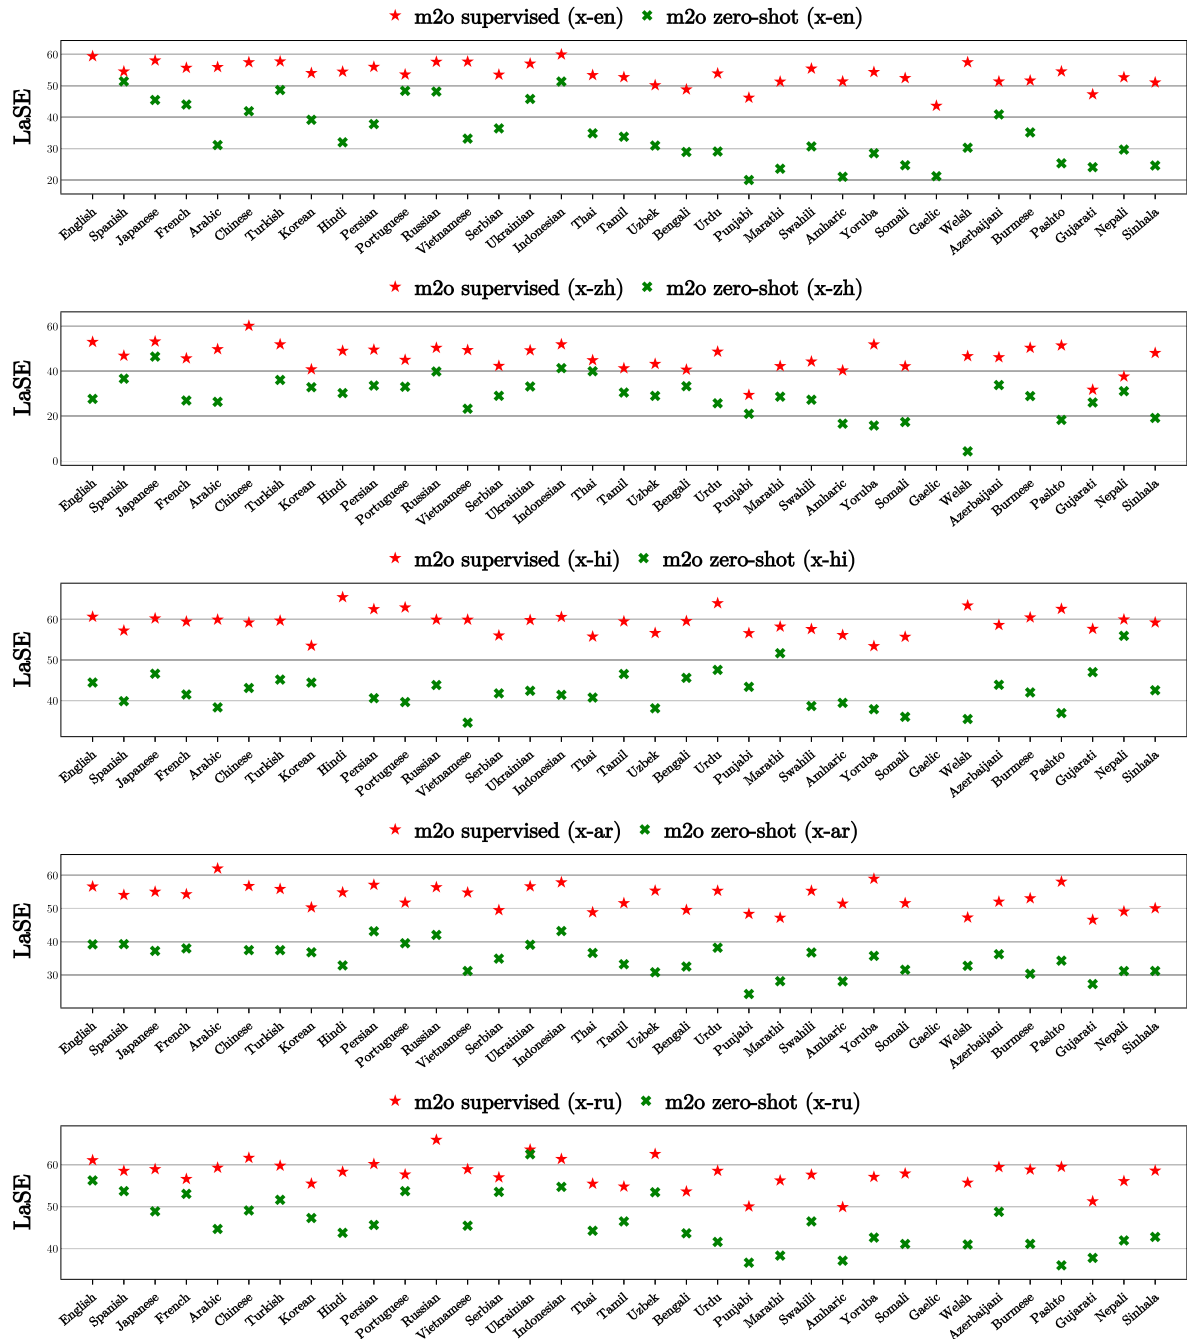 m2o supervised (x-en) m2o zero-shot (x-en)
LaSE
60
50
40
30
20
English Spanish Japanese French Arabic Chinese Turkish Korean Hindi Persian Portuguese Russian Vietnamese Serbian Ukrainian Indonesian Thai Tamil Uzbek Bengali Urdu Punjabi Marathi Swahili Amharic Yoruba Somali Gaelic Welsh Azerbaijani Burmese Pashto Gujarati Nepali Sinhala
m2o supervised (x-zh) m2o zero-shot (x-zh)
LaSE
60
40
20
0
English Spanish Japanese French Arabic Chinese Turkish Korean Hindi Persian Portuguese Russian Vietnamese Serbian Ukrainian Indonesian Thai Tamil Uzbek Bengali Urdu Punjabi Marathi Swahili Amharic Yoruba Somali Gaelic Welsh Azerbaijani Burmese Pashto Gujarati Nepali Sinhala
m2o supervised (x-hi) m2o zero-shot (x-hi)
LaSE
60
50
40
English Spanish Japanese French Arabic Chinese Turkish Korean Hindi Persian Portuguese Russian Vietnamese Serbian Ukrainian Indonesian Thai Tamil Uzbek Bengali Urdu Punjabi Marathi Swahili Amharic Yoruba Somali Gaelic Welsh Azerbaijani Burmese Pashto Gujarati Nepali Sinhala
m2o supervised (x-ar) m2o zero-shot (x-ar)
LaSE
60
50
40
30
English Spanish Japanese French Arabic Chinese Turkish Korean Hindi Persian Portuguese Russian Vietnamese Serbian Ukrainian Indonesian Thai Tamil Uzbek Bengali Urdu Punjabi Marathi Swahili Amharic Yoruba Somali Gaelic Welsh Azerbaijani Burmese Pashto Gujarati Nepali Sinhala
m2o supervised (x-ru) m2o zero-shot (x-ru)
LaSE
60
50
40
English Spanish Japanese French Arabic Chinese Turkish Korean Hindi Persian Portuguese Russian Vietnamese Serbian Ukrainian Indonesian Thai Tamil Uzbek Bengali Urdu Punjabi Marathi Swahili Amharic Yoruba Somali Gaelic Welsh Azerbaijani Burmese Pashto Gujarati Nepali Sinhala